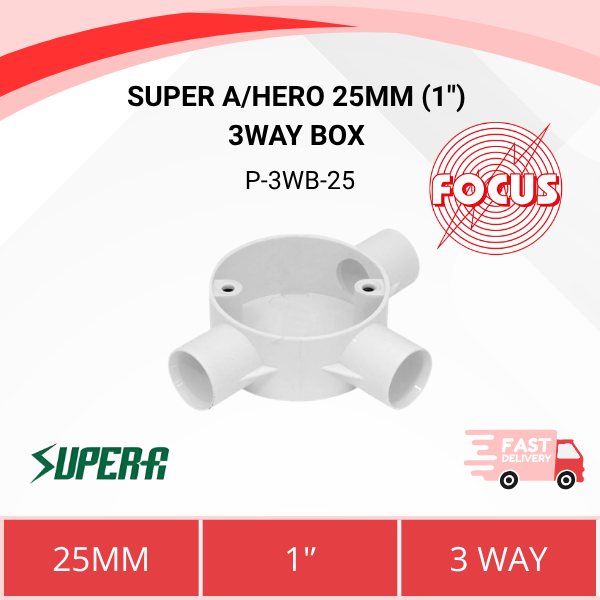 SUPER A/HERO 25MM (1")
3WAY BOX
P-3WB-25
FOCUS
SUPER-A
FAST
DELIVERY
25MM
1”
3 WAY